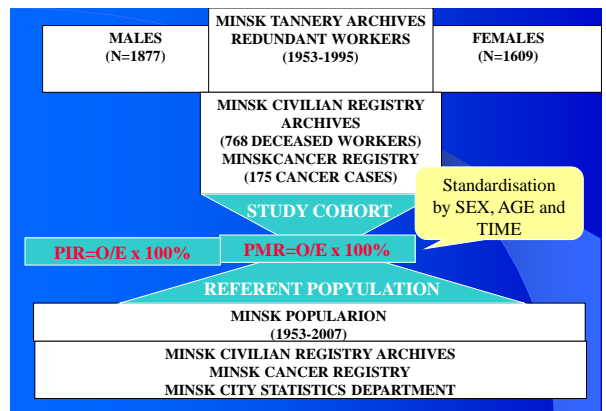 MALES
(N=1877)
MINSK TANNERY ARCHIVES
REDUNDANT WORKERS
(1953-1995)
FEMALES
(N=1609)
MINSK CIVILIAN REGISTRY
ARCHIVES
(768 DECEASED WORKERS)
MINSKCANCER REGISTRY
(175 CANCER CASES)
Standardisation
by SEX, AGE and
TIME
STUDY COHORT
PIR=O/E x 100%
PMR=O/E x 100%
REFERENT POPYULATION
MINSK POPULARION
(1953-2007)
MINSK CIVILIAN REGISTRY ARCHIVES
MINSK CANCER REGISTRY
MINSK CITY STATISTICS DEPARTMENT